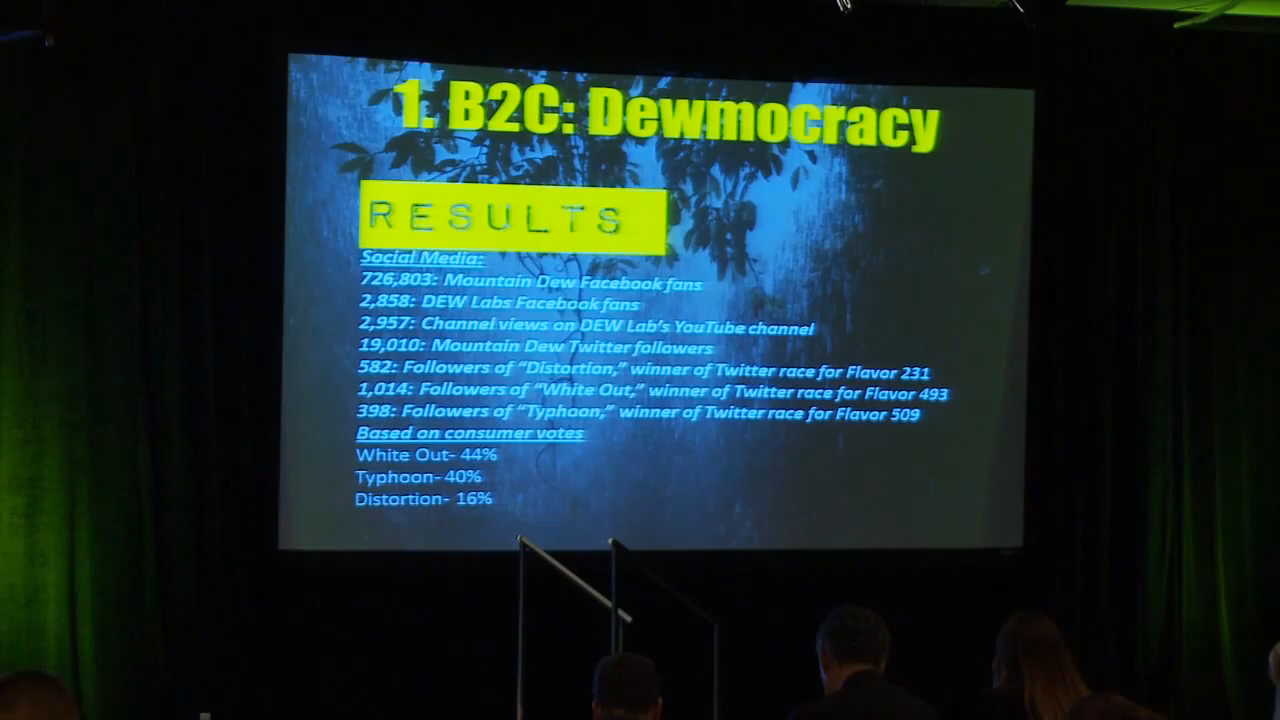 1. B2C: Dewmocracy
RESULTS
Social Media:
726,803: Mountain Dew Facebook fans
2,858: DEW Labs Facebook fans
2,957: Channel views on DEW Lab's YouTube channel
19,010: Mountain Dew Twitter followers
582: Followers of "Distortion," winner of Twitter race for Flavor 231
1,014: Followers of "White Out," winner of Twitter race for Flavor 493
398: Followers of "Typhoon," winner of Twitter race for Flavor 509
Based on consumer votes
White Out- 44%
Typhoon- 40%
Distortion- 16%